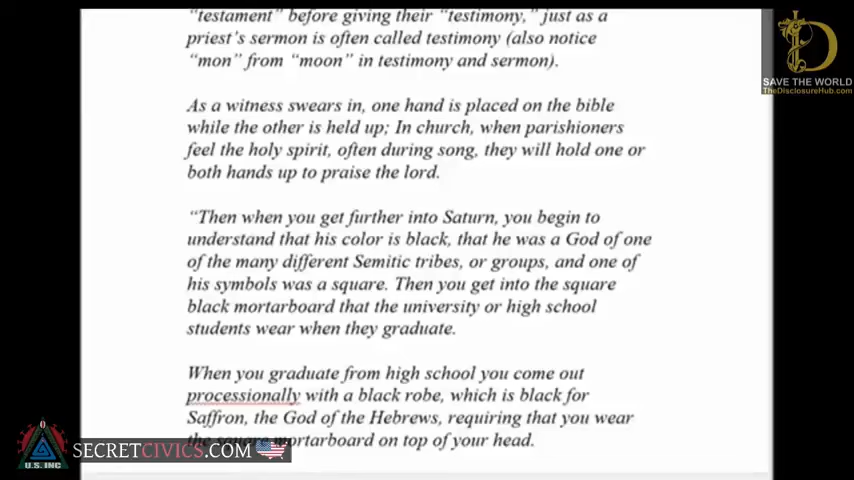 "testament" before giving their "testimony," just as a
priest's sermon is often called testimony (also notice
"mon" from "moon" in testimony and sermon).
As a witness swears in, one hand is placed on the bible
while the other is held up; In church, when parishioners
feel the holy spirit, often during song, they will hold one or
both hands up to praise the lord.
"Then when you get further into Saturn, you begin to
understand that his color is black, that he was a God of one
of the many different Semitic tribes, or groups, and one of
his symbols was a square. Then you get into the square
black mortarboard that the university or high school
students wear when they graduate.
When you graduate from high school you come out
processionally with a black robe, which is black for
Saffron, the God of the Hebrews, requiring that you wear
the square mortarboard on top of your head.
D
SAVE THE WORLD
TheDisclosureHub.com
U.S. INC
SECRETCIVICS.COM